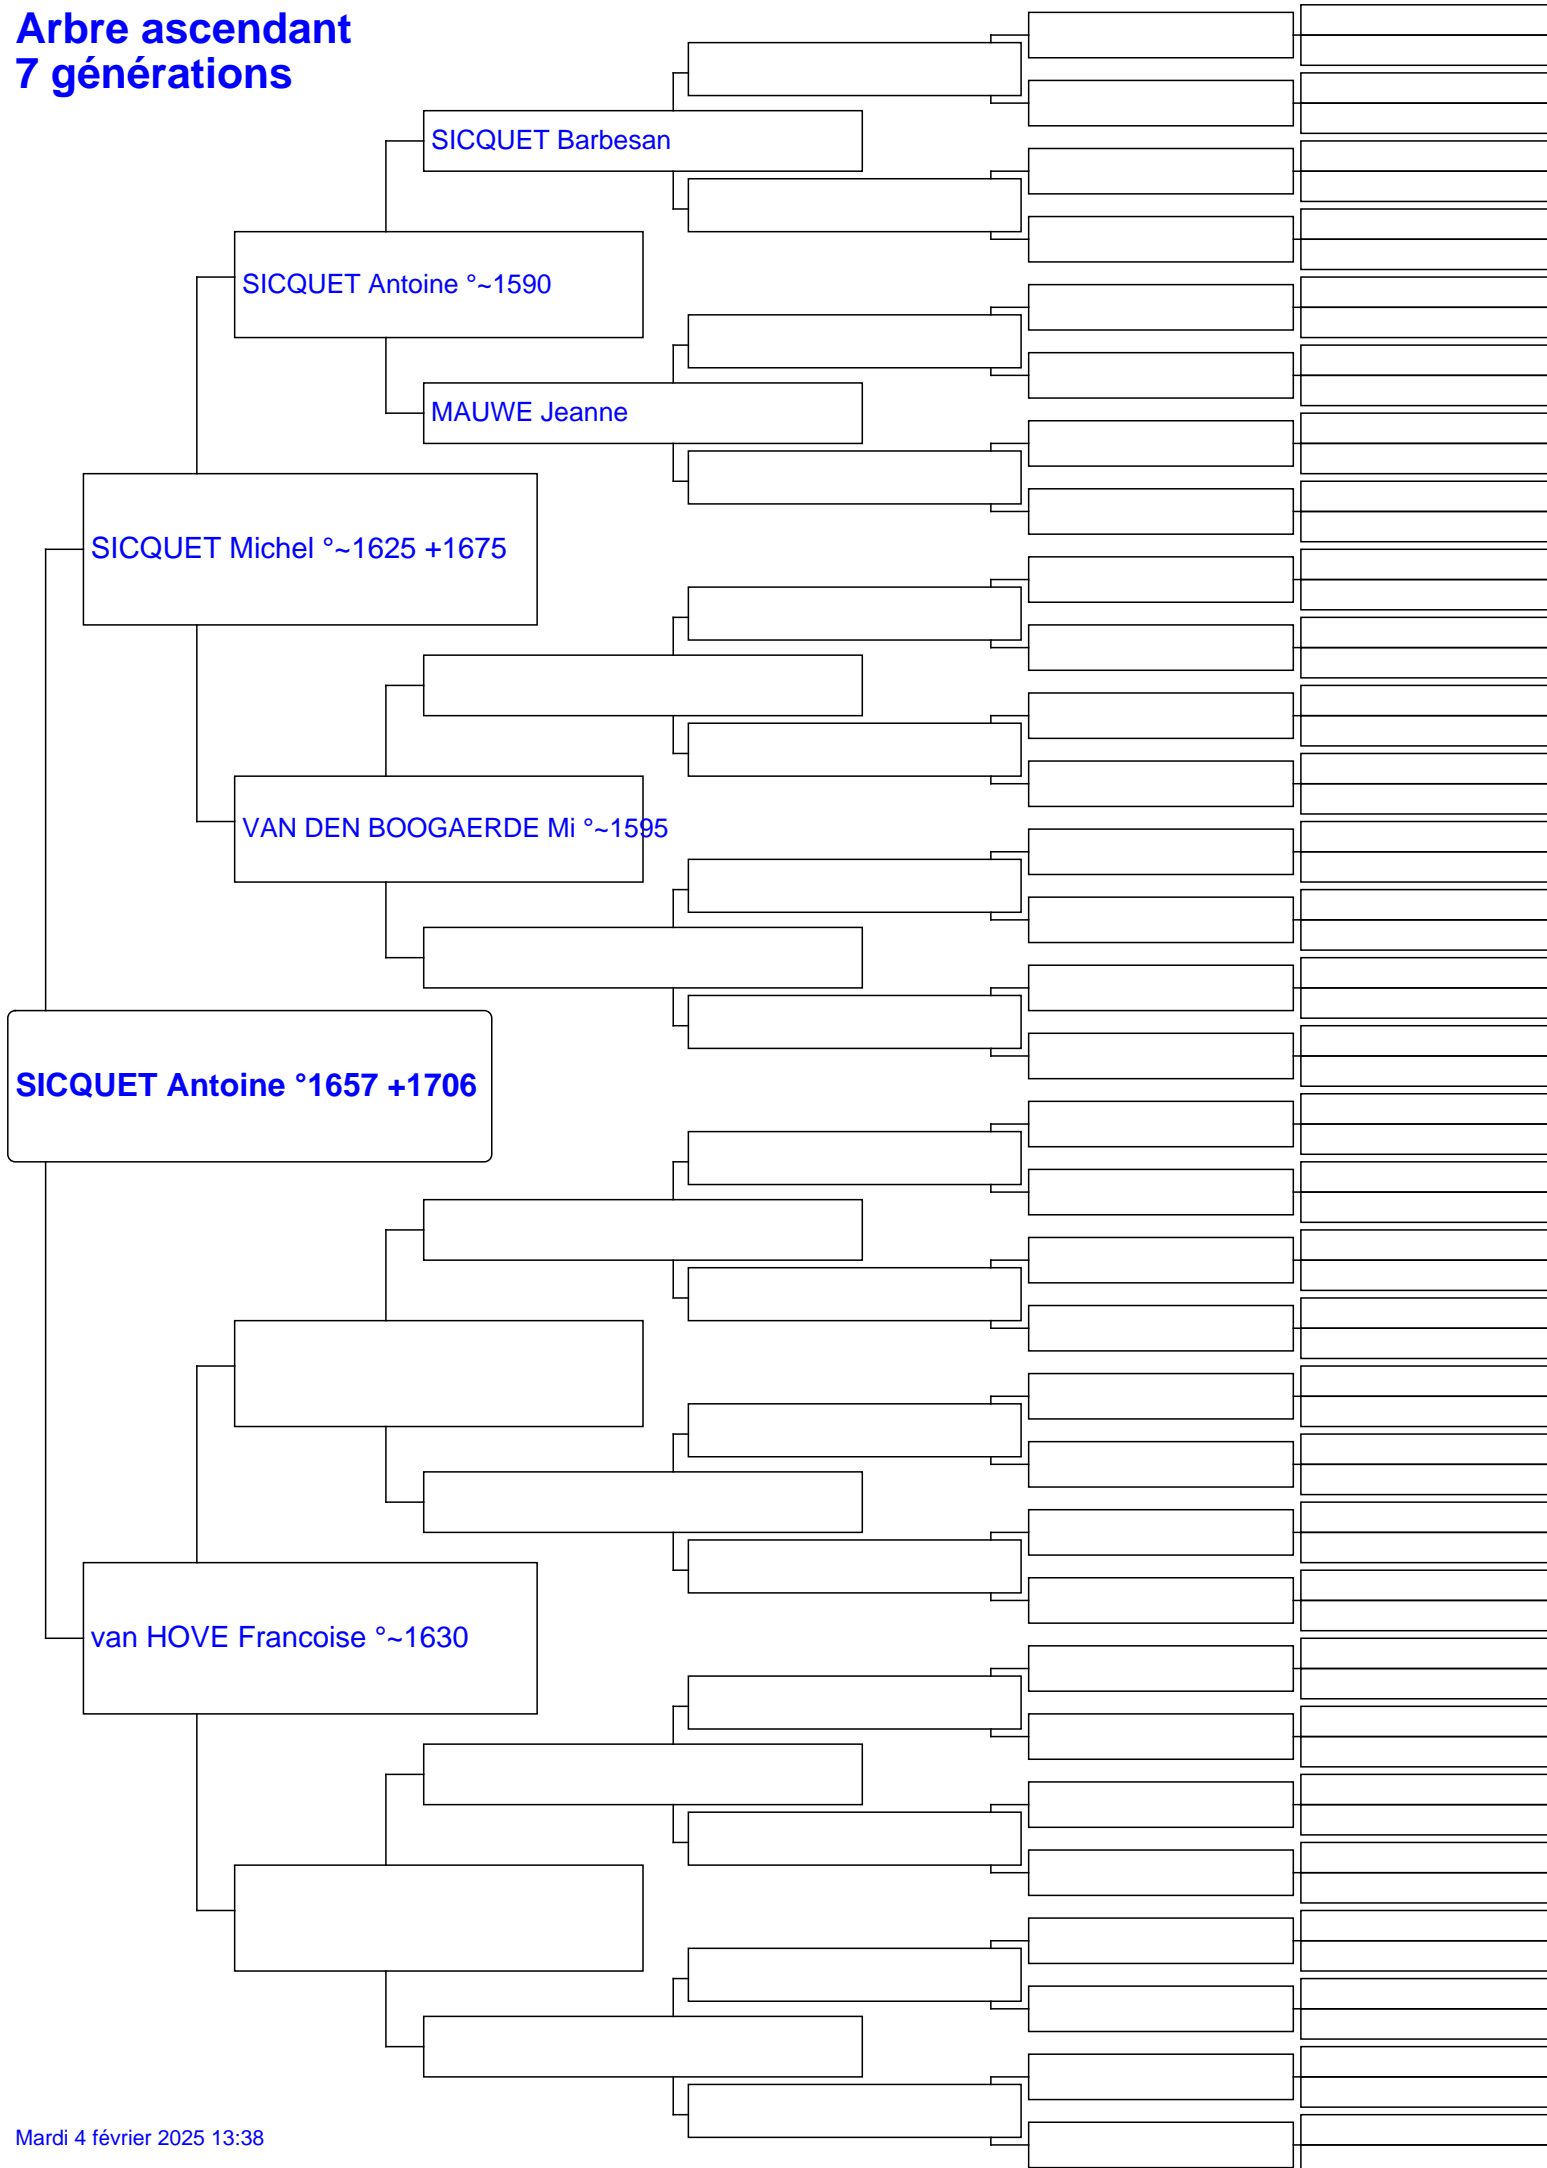 Arbre ascendant
7 générations
SICQUET Barbesan
SICQUET Antoine °~1590
MAUWE Jeanne
SICQUET Michel °~1625 +1675
VAN DEN BOOGAERDE Mi °~1595
SICQUET Antoine °1657 +1706
van HOVE Francoise °~1630
Mardi 4 février 2025 13:38